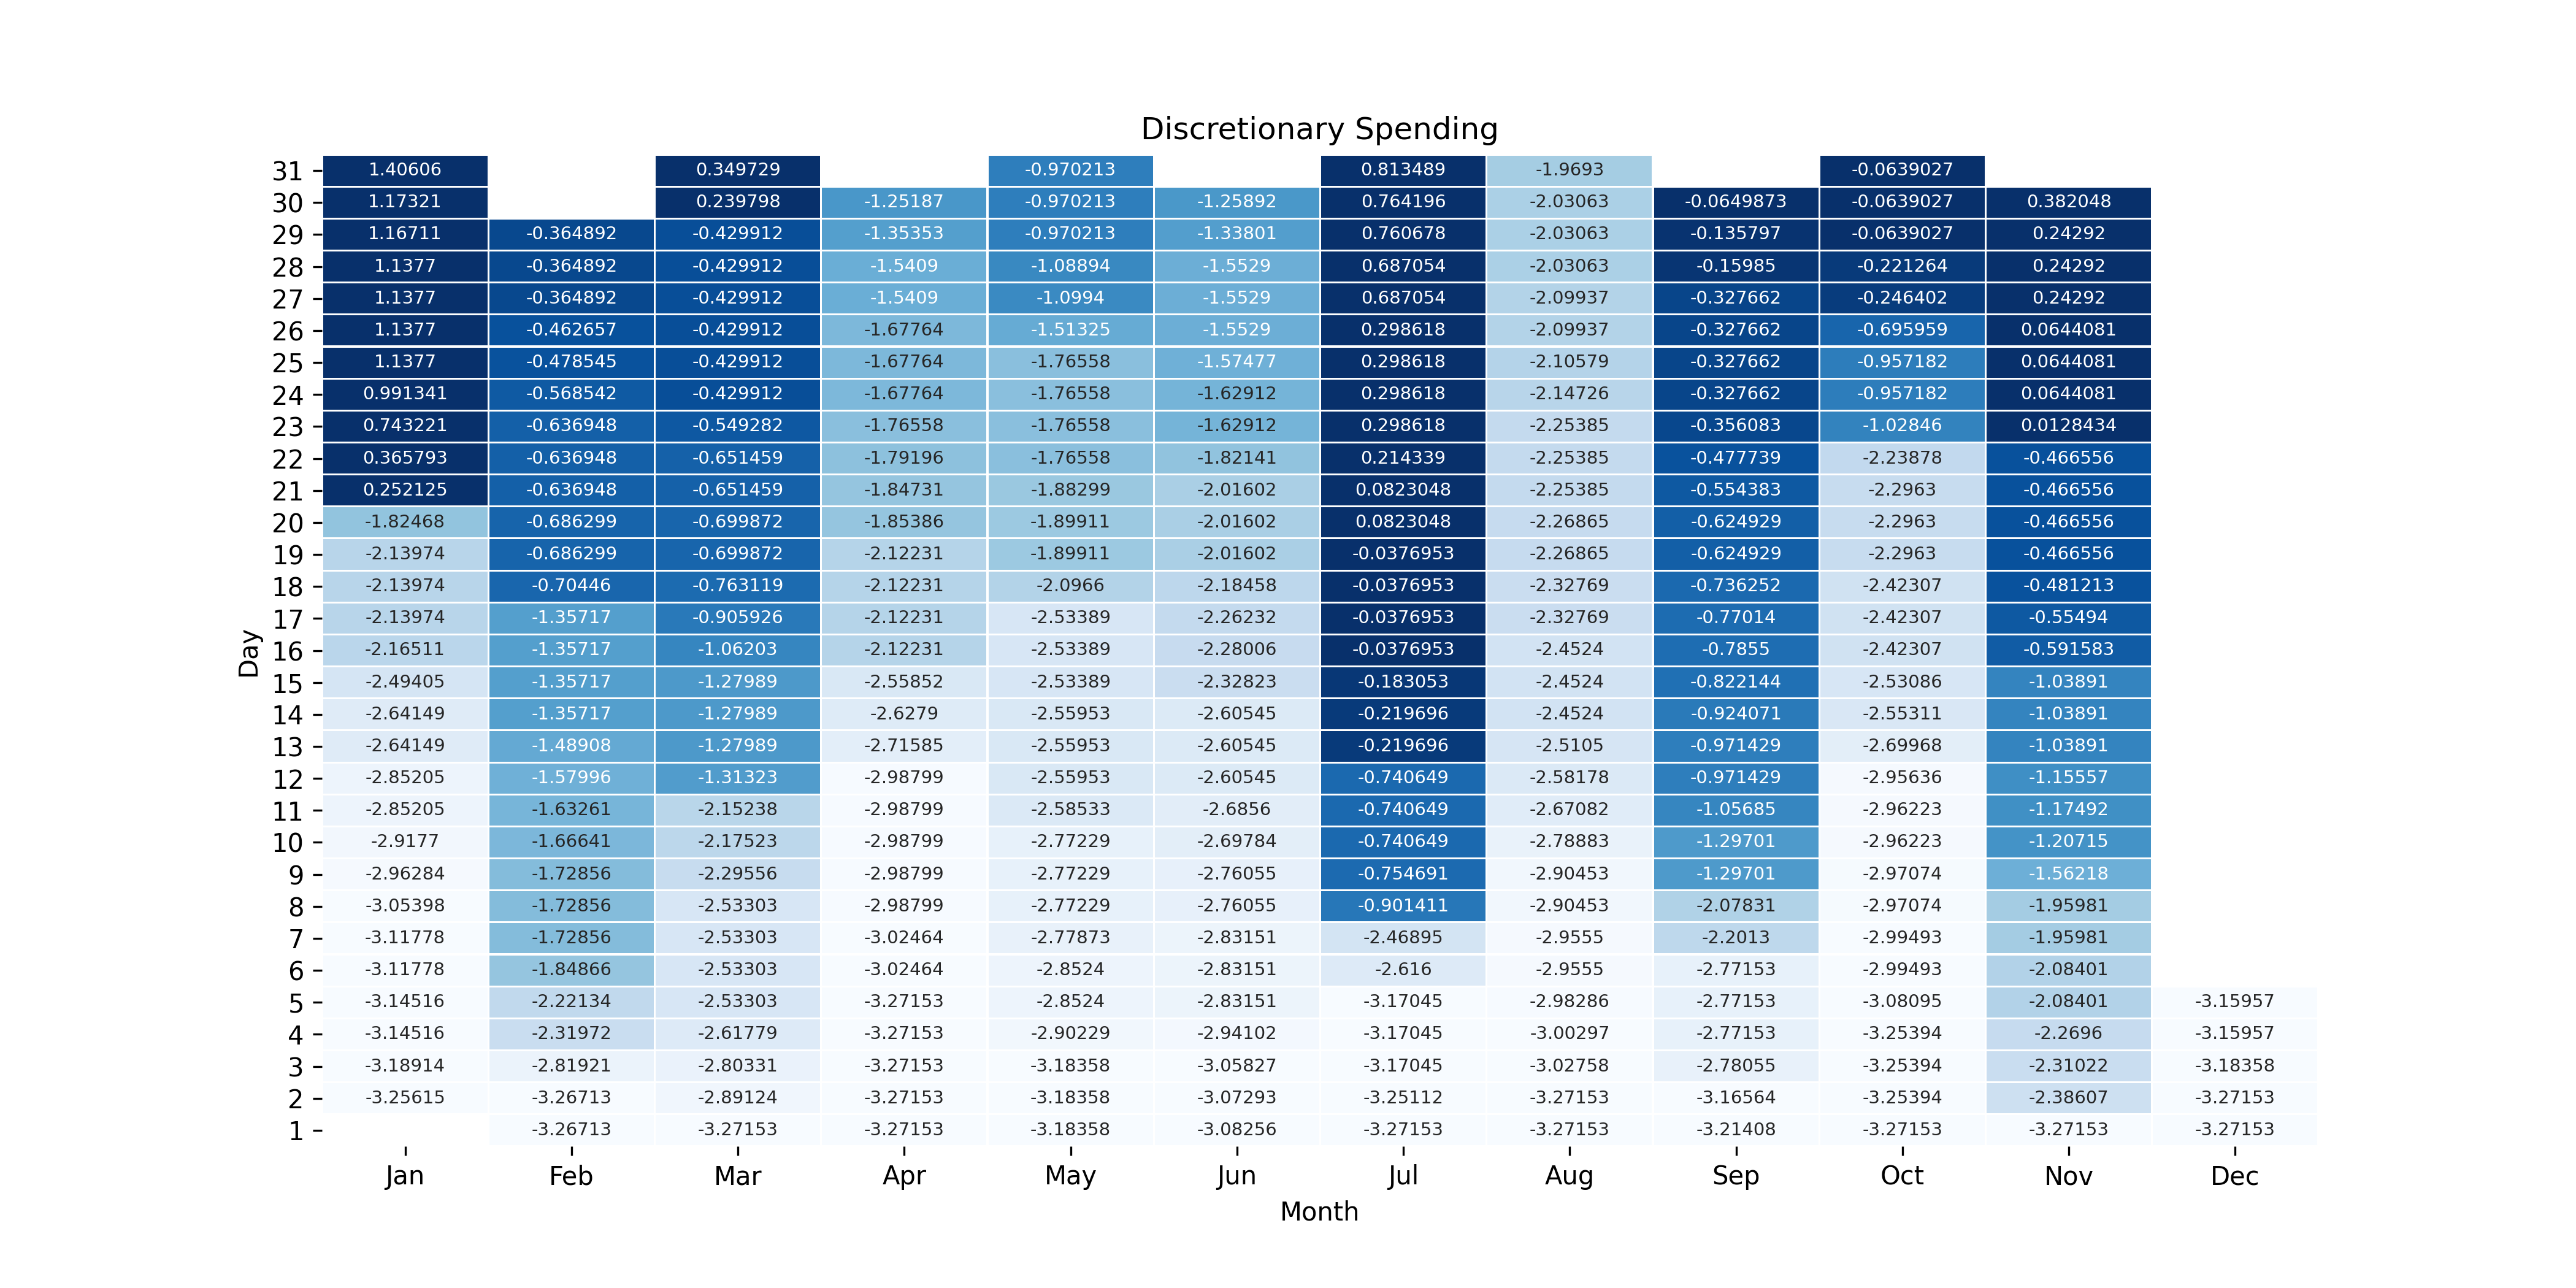 Discretionary Spending
31 1.40606 0.349729 -0.970213 0.813489 -1.9693 -0.0639027
30 1.17321 0.239798 -1.25187 -0.970213 -1.25892 0.764196 -2.03063 -0.0649873 -0.0639027 0.382048
29 1.16711 -0.364892 -0.429912 -1.35353 -0.970213 -1.33801 0.760678 -2.03063 -0.135797 -0.0639027 0.24292
28 1.1377 -0.364892 -0.429912 -1.5409 -1.08894 -1.5529 0.687054 -2.03063 -0.15985 -0.221264 0.24292
27 1.1377 -0.364892 -0.429912 -1.5409 -1.0994 -1.5529 0.687054 -2.09937 -0.327662 -0.246402 0.24292
26 1.1377 -0.462657 -0.429912 -1.67764 -1.51325 -1.5529 0.298618 -2.09937 -0.327662 -0.695959 0.0644081
25 1.1377 -0.478545 -0.429912 -1.67764 -1.76558 -1.57477 0.298618 -2.10579 -0.327662 -0.957182 0.0644081
24 0.991341 -0.568542 -0.429912 -1.67764 -1.76558 -1.62912 0.298618 -2.14726 -0.327662 -0.957182 0.0644081
23 0.743221 -0.636948 -0.549282 -1.76558 -1.76558 -1.62912 0.298618 -2.25385 -0.356083 -1.02846 0.0128434
22 0.365793 -0.636948 -0.651459 -1.79196 -1.76558 -1.82141 0.214339 -2.25385 -0.477739 -2.23878 -0.466556
21 0.252125 -0.636948 -0.651459 -1.84731 -1.88299 -2.01602 0.0823048 -2.25385 -0.554383 -2.2963 -0.466556
20 -1.82468 -0.686299 -0.699872 -1.85386 -1.89911 -2.01602 0.0823048 -2.26865 -0.624929 -2.2963 -0.466556
19 -2.13974 -0.686299 -0.699872 -2.12231 -1.89911 -2.01602 -0.0376953 -2.26865 -0.624929 -2.2963 -0.466556
18 -2.13974 -0.70446 -0.763119 -2.12231 -2.0966 -2.18458 -0.0376953 -2.32769 -0.736252 -2.42307 -0.481213
17 -2.13974 -1.35717 -0.905926 -2.12231 -2.53389 -2.26232 -0.0376953 -2.32769 -0.77014 -2.42307 -0.55494
16 -2.16511 -1.35717 -1.06203 -2.12231 -2.53389 -2.28006 -0.0376953 -2.4524 -0.7855 -2.42307 -0.591583
15 -2.49405 -1.35717 -1.27989 -2.55852 -2.53389 -2.32823 -0.183053 -2.4524 -0.822144 -2.53086 -1.03891
14 -2.64149 -1.35717 -1.27989 -2.6279 -2.55953 -2.60545 -0.219696 -2.4524 -0.924071 -2.55311 -1.03891
13 -2.64149 -1.48908 -1.27989 -2.71585 -2.55953 -2.60545 -0.219696 -2.5105 -0.971429 -2.69968 -1.03891
12 -2.85205 -1.57996 -1.31323 -2.98799 -2.55953 -2.60545 -0.740649 -2.58178 -0.971429 -2.95636 -1.15557
11 -2.85205 -1.63261 -2.15238 -2.98799 -2.58533 -2.6856 -0.740649 -2.67082 -1.05685 -2.96223 -1.17492
10 -2.9177 -1.66641 -2.17523 -2.98799 -2.77229 -2.69784 -0.740649 -2.78883 -1.29701 -2.96223 -1.20715
9 -2.96284 -1.72856 -2.29556 -2.98799 -2.77229 -2.76055 -0.754691 -2.90453 -1.29701 -2.97074 -1.56218
8 -3.05398 -1.72856 -2.53303 -2.98799 -2.77229 -2.76055 -0.901411 -2.90453 -2.07831 -2.97074 -1.95981
7 -3.11778 -1.72856 -2.53303 -3.02464 -2.77873 -2.83151 -2.46895 -2.9555 -2.2013 -2.99493 -1.95981
6 -3.11778 -1.84866 -2.53303 -3.02464 -2.8524 -2.83151 -2.616 -2.9555 -2.77153 -2.99493 -2.08401
5 -3.14516 -2.22134 -2.53303 -3.27153 -2.8524 -2.83151 -3.17045 -2.98286 -2.77153 -3.08095 -2.08401 -3.15957
4 -3.14516 -2.31972 -2.61779 -3.27153 -2.90229 -2.94102 -3.17045 -3.00297 -2.77153 -3.25394 -2.2696 -3.15957
3 -3.18914 -2.81921 -2.80331 -3.27153 -3.18358 -3.05827 -3.17045 -3.02758 -2.78055 -3.25394 -2.31022 -3.18358
2 -3.25615 -3.26713 -2.89124 -3.27153 -3.18358 -3.07293 -3.25112 -3.27153 -3.16564 -3.25394 -2.38607 -3.27153
1 -3.26713 -3.27153 -3.27153 -3.18358 -3.08256 -3.27153 -3.27153 -3.21408 -3.27153 -3.27153 -3.27153
Jan Feb Mar Apr May Jun Jul Aug Sep Oct Nov Dec
Month
Day